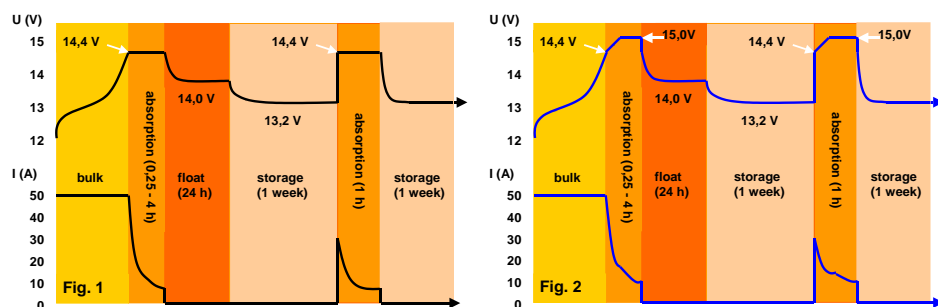 U (V)
15
14
13
12
14,4 V
14,0 V
13,2 V
14,4 V
absorption (0,25 - 4 h)
absorption (1 h)
bulk
float
(24 h)
storage
(1 week)
storage
(1 week)
I (A)
50
40
30
20
10
0
Fig. 1
U (V)
15
14
13
12
14,4 V
15,0V
14,0 V
13,2 V
14,4 V
15,0V
absorption (0,25 - 4 h)
absorption (1 h)
bulk
float
(24 h)
storage
(1 week)
storage
(1 week)
I (A)
50
40
30
20
10
0
Fig. 2